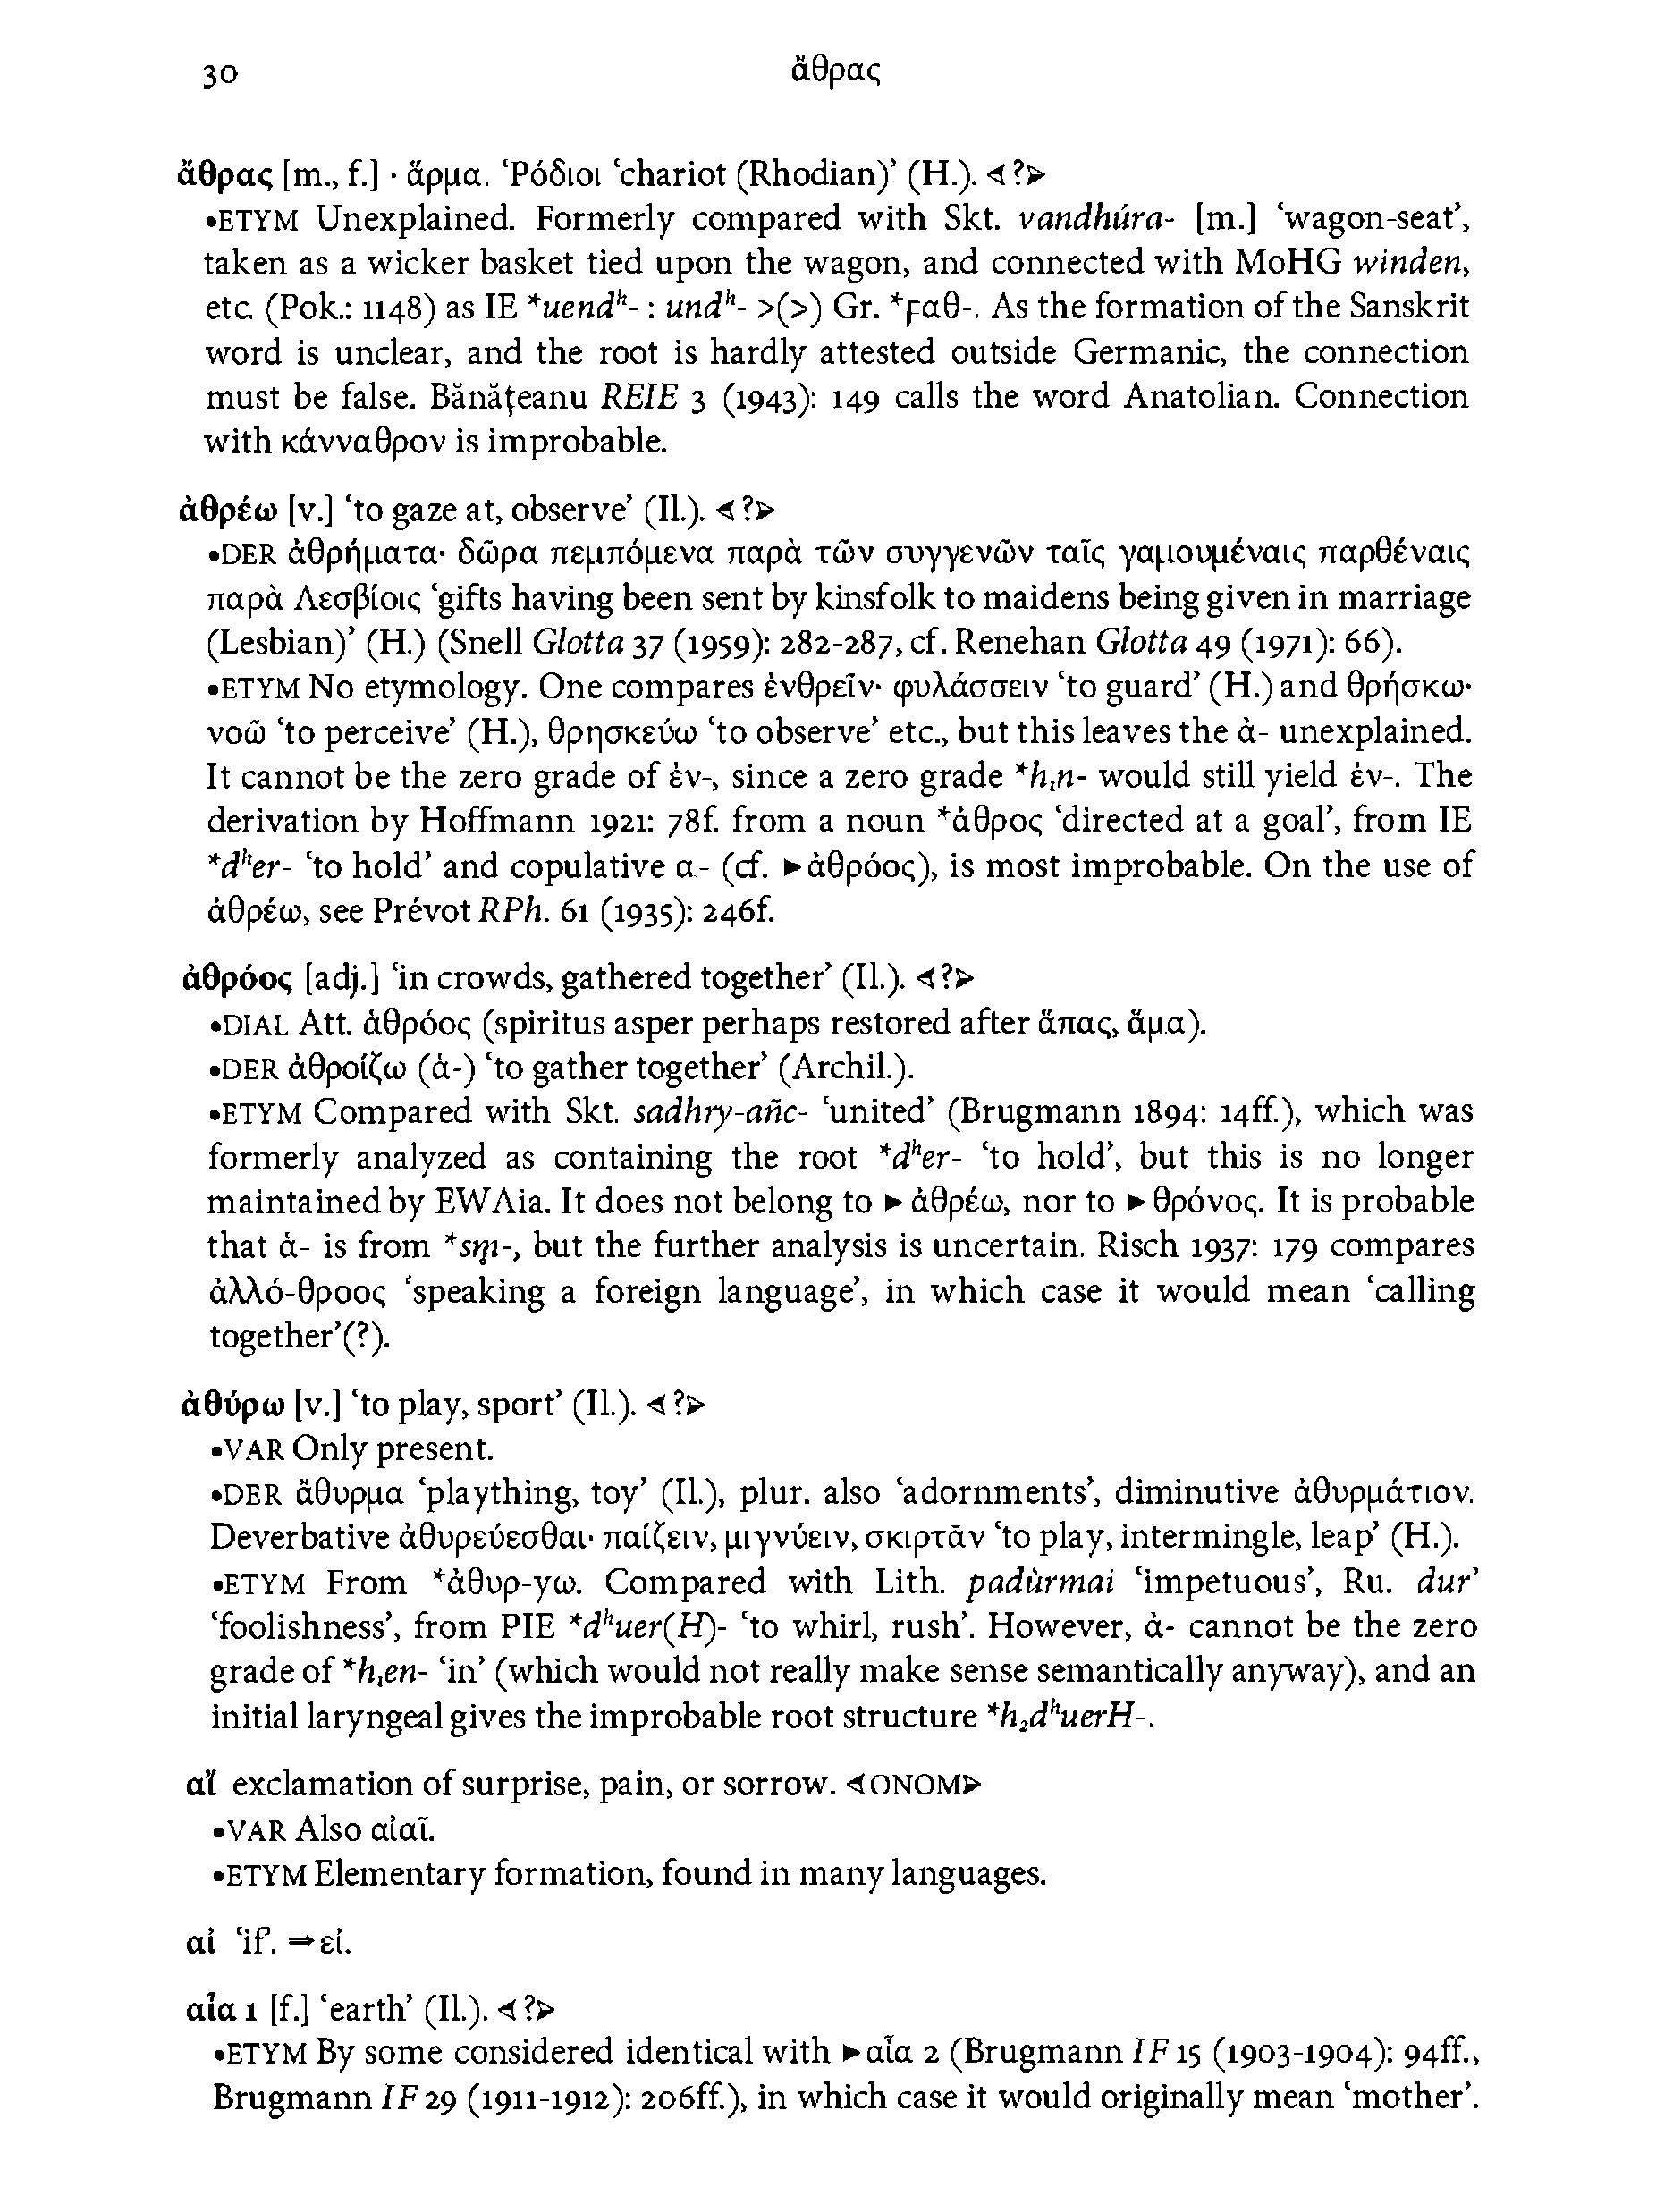 30 ἄθρας
ἄθρας [m., f.] · ἅρμα. Ῥόδιοι ‘chariot (Rhodian)’ (H.). ⊲?⊳
•ETYM Unexplained. Formerly compared with Skt. vandhúra- [m.] ‘wagon-seat’,
taken as a wicker basket tied upon the wagon, and connected with MoHG winden,
etc. (Pok.: 1148) as IE *uendʰ- : undʰ- >(>) Gr. *ϝαθ-. As the formation of the Sanskrit
word is unclear, and the root is hardly attested outside Germanic, the connection
must be false. Bănăţeanu REIE 3 (1943): 149 calls the word Anatolian. Connection
with κάνναθρον is improbable.
ἀθρέω [v.] ‘to gaze at, observe’ (Il.). ⊲?⊳
•DER ἀθρήματα· δῶρα πεμπόμενα παρὰ τῶν συγγενῶν ταῖς γαμουμέναις παρθέναις
παρὰ Λεσβίοις ‘gifts having been sent by kinsfolk to maidens being given in marriage
(Lesbian)’ (H.) (Snell Glotta 37 (1959): 282-287, cf. Renehan Glotta 49 (1971): 66).
•ETYM No etymology. One compares ἐνθρεῖν· φυλάσσειν ‘to guard’ (H.) and θρήσκω·
νοῶ ‘to perceive’ (H.), θρησκεύω ‘to observe’ etc., but this leaves the ἀ- unexplained.
It cannot be the zero grade of ἐν-, since a zero grade *h₁n- would still yield ἐν-. The
derivation by Hoffmann 1921: 78f. from a noun *ἀθρος ‘directed at a goal’, from IE
*dʰer- ‘to hold’ and copulative α- (cf. ►ἀθρόος), is most improbable. On the use of
ἀθρέω, see Prévot RPh. 61 (1935): 246f.
ἀθρόος [adj.] ‘in crowds, gathered together’ (Il.). ⊲?⊳
•DIAL Att. ἁθρόος (spiritus asper perhaps restored after ἅπας, ἅμα).
•DER ἀθροίζω (ἁ-) ‘to gather together’ (Archil.).
•ETYM Compared with Skt. sadhry-añc- ‘united’ (Brugmann 1894: 14ff.), which was
formerly analyzed as containing the root *dʰer- ‘to hold’, but this is no longer
maintained by EWAia. It does not belong to ► ἀθρέω, nor to ► θρόνος. It is probable
that ἁ- is from *sm̥-, but the further analysis is uncertain. Risch 1937: 179 compares
ἀλλό-θροος ‘speaking a foreign language’, in which case it would mean ‘calling
together’(?).
ἀθύρω [v.] ‘to play, sport’ (Il.). ⊲?⊳
•VAR Only present.
•DER ἄθυρμα ‘plaything, toy’ (Il.), plur. also ‘adornments’, diminutive ἀθυρμάτιον.
Deverbative ἀθυρεύεσθαι· παίζειν, μιγνύειν, σκιρτᾶν ‘to play, intermingle, leap’ (H.).
•ETYM From *ἀθυρ-yω. Compared with Lith. padùrmai ‘impetuous’, Ru. dur’
‘foolishness’, from PIE *dʰuer(H)- ‘to whirl, rush’. However, ἀ- cannot be the zero
grade of *h₁en- ‘in’ (which would not really make sense semantically anyway), and an
initial laryngeal gives the improbable root structure *h₂dʰuerH-.
αἴ exclamation of surprise, pain, or sorrow. ⊲ONOM⊳
•VAR Also αἰαῖ.
•ETYM Elementary formation, found in many languages.
αἰ ‘if’. ⇒εἰ.
αἶα 1 [f.] ‘earth’ (Il.). ⊲?⊳
•ETYM By some considered identical with ►αἶα 2 (Brugmann IF 15 (1903-1904): 94ff.,
Brugmann IF 29 (1911-1912): 206ff.), in which case it would originally mean ‘mother’.